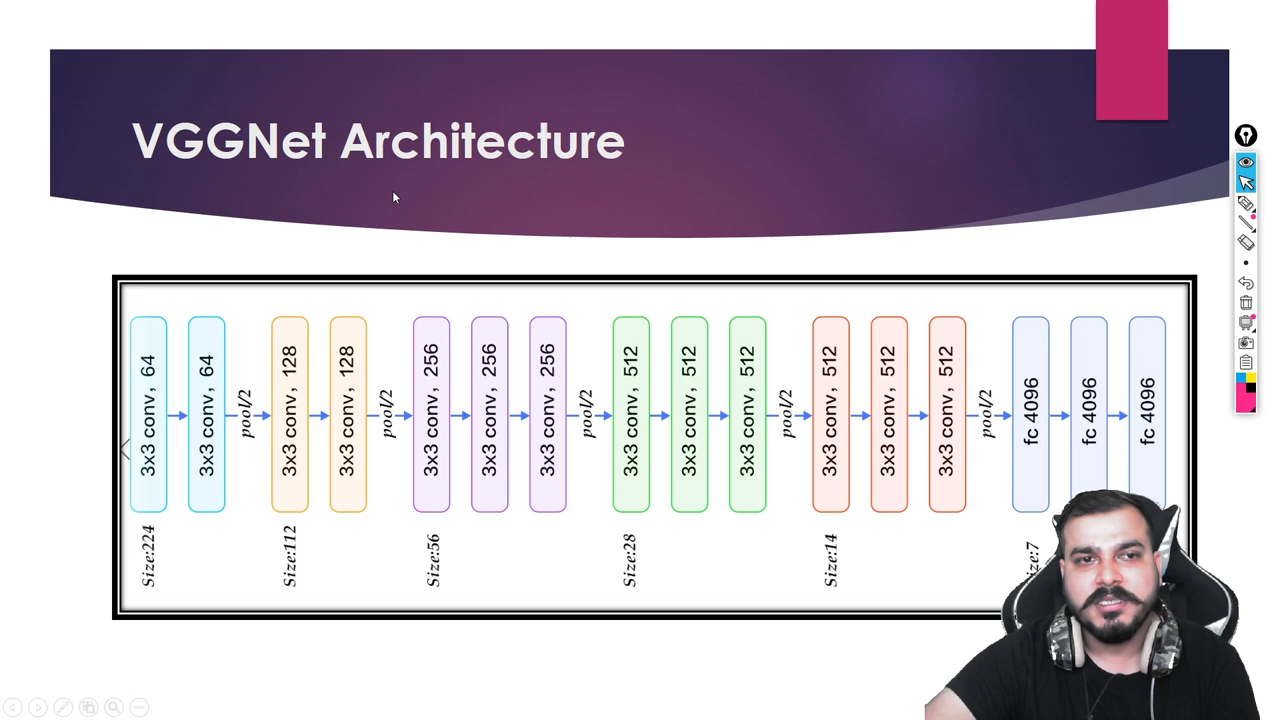 VGGNet Architecture
3x3 conv, 64
3x3 conv, 64
pool/2
3x3 conv, 128
3x3 conv, 128
pool/2
3x3 conv, 256
3x3 conv, 256
3x3 conv, 256
pool/2
3x3 conv, 512
3x3 conv, 512
3x3 conv, 512
pool/2
3x3 conv, 512
3x3 conv, 512
3x3 conv, 512
pool/2
fc 4096
fc 4096
fc 4096
Size:224
Size:112
Size:56
Size:28
Size:14
ize:7